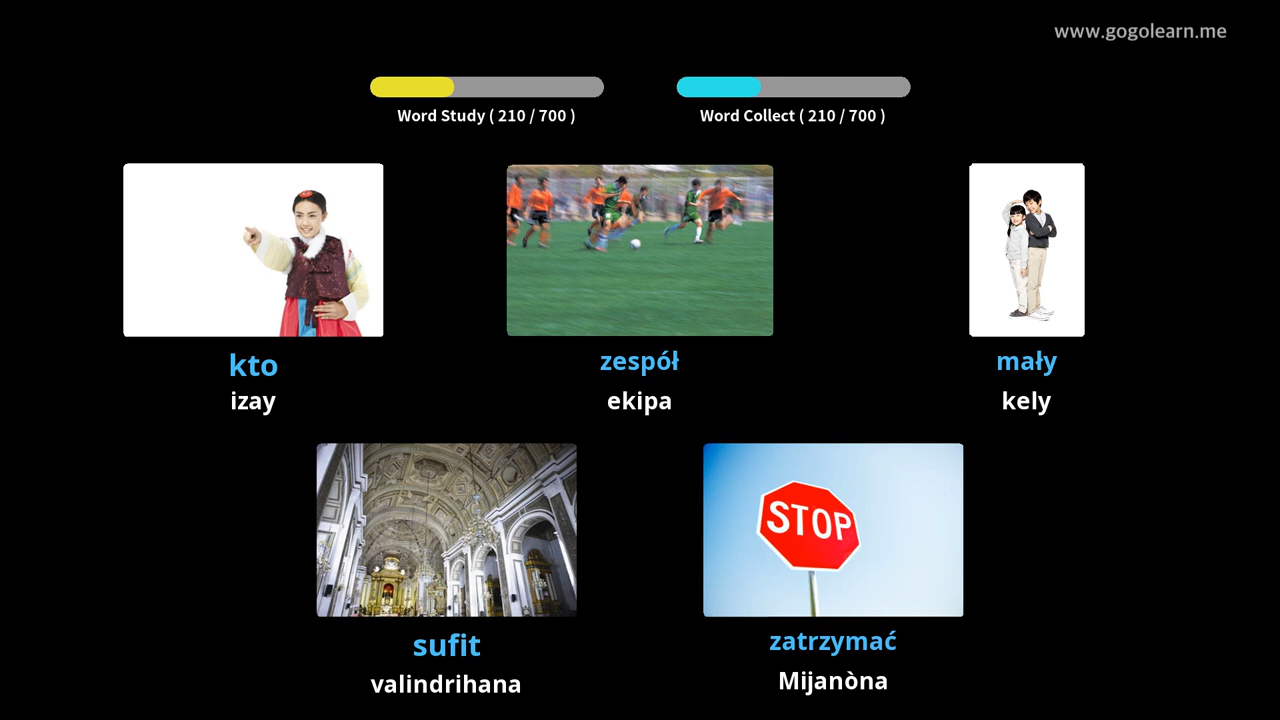 www.gogolearn.me
Word Study ( 210 / 700 )
Word Collect ( 210 / 700 )
kto
izay
zespół
ekipa
mały
kely
STOP
sufit
valindrihana
zatrzymać
Mijanòna